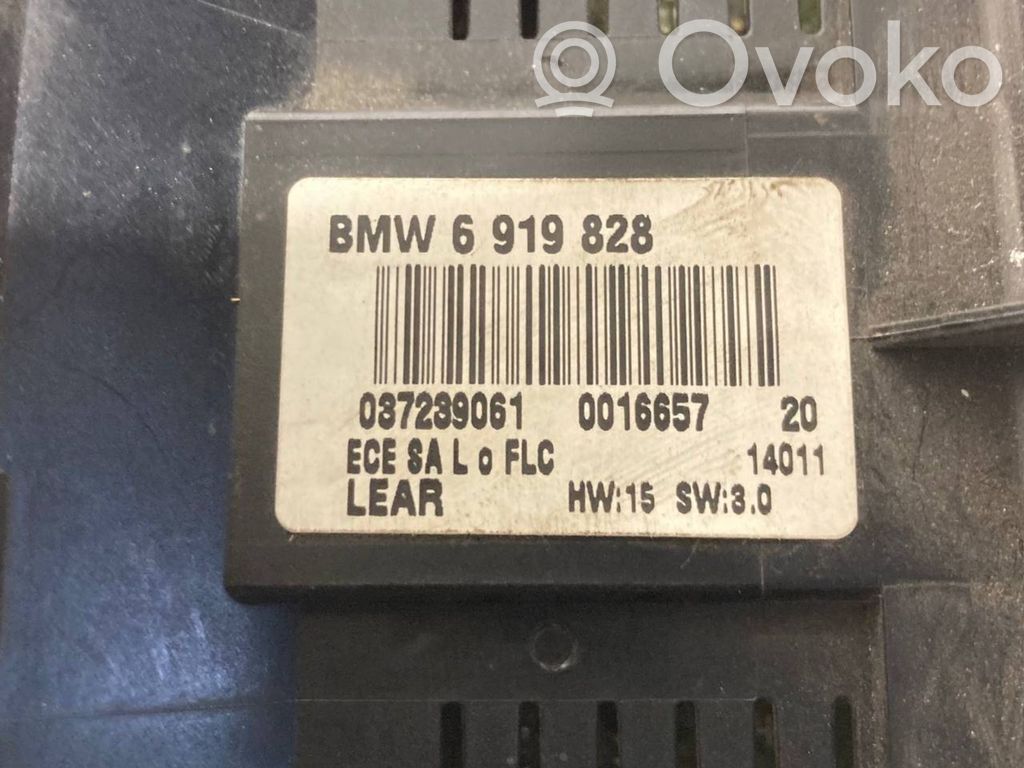 Ovoko
BMW 6 919 828
037239061 0016657 20
ECE SA L o FLC 14011
LEAR HW:15 SW:3.0